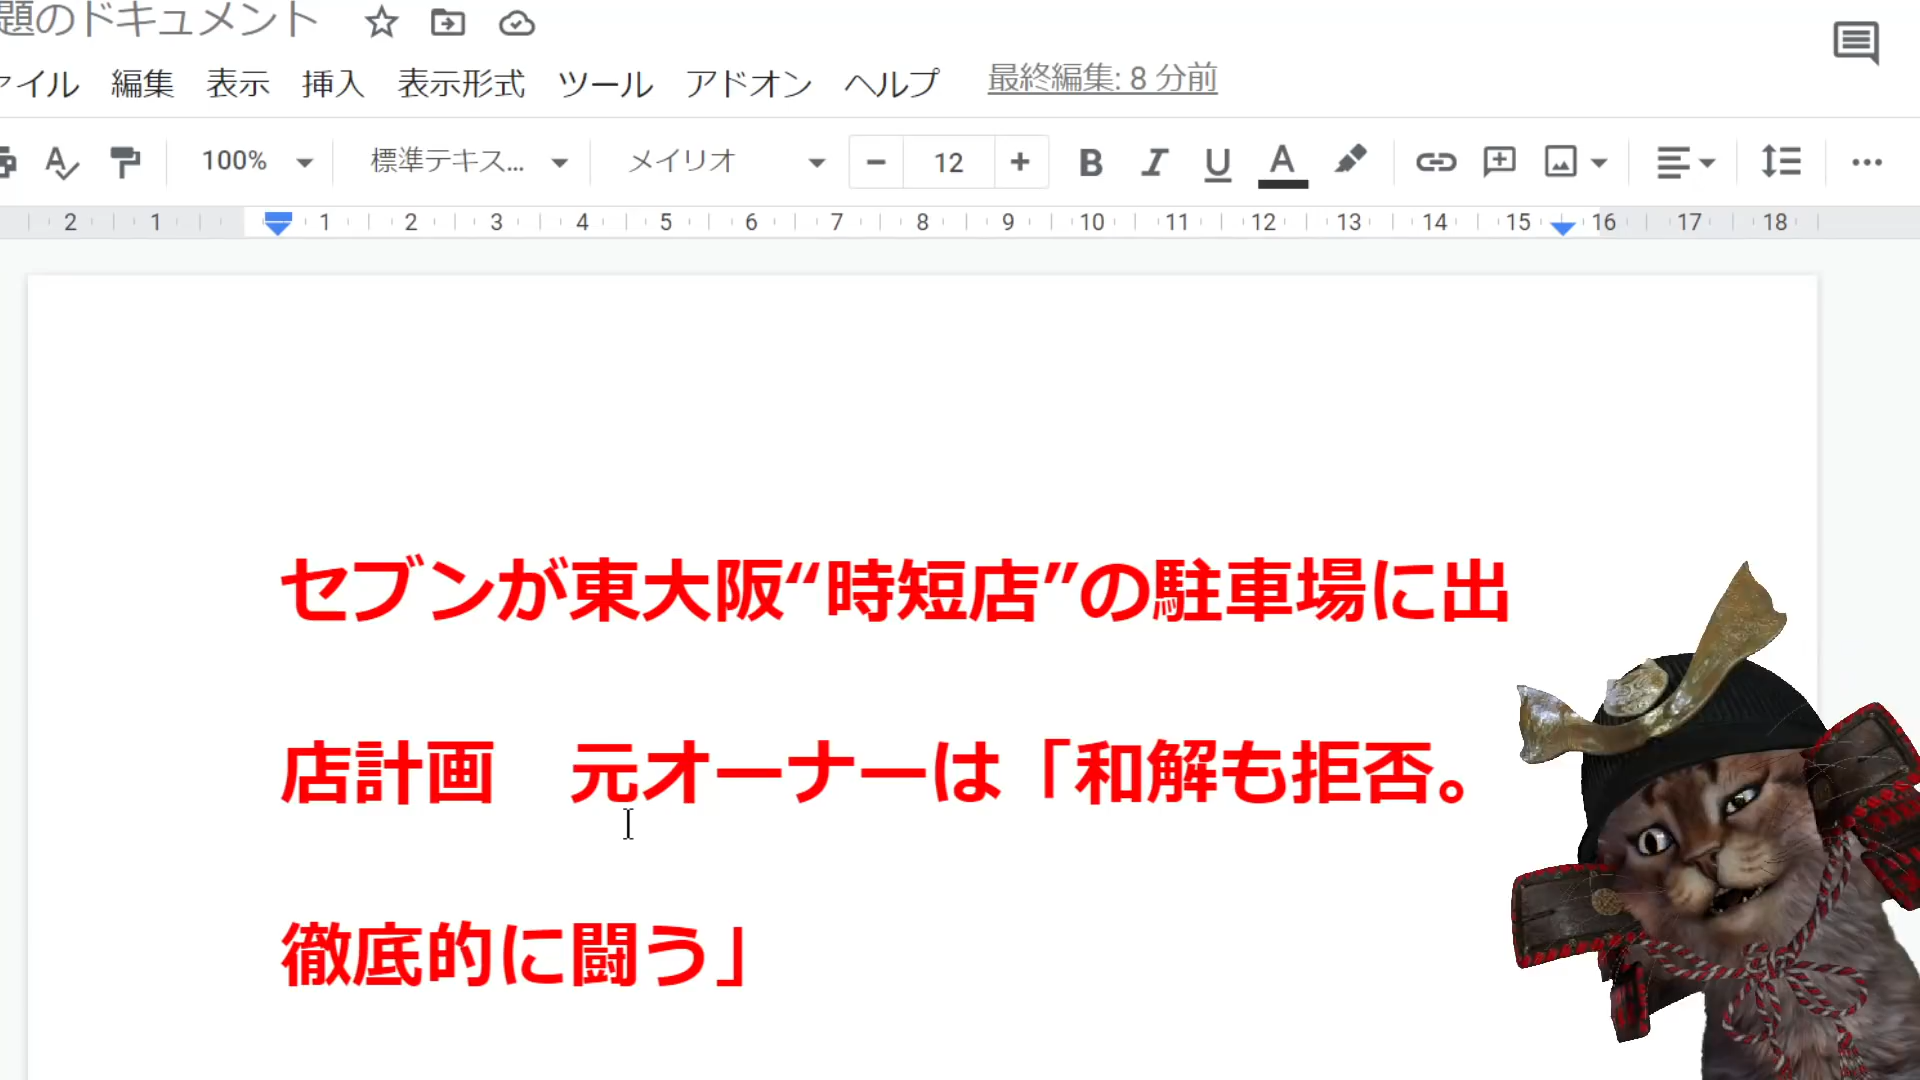 題のドキュメント
ァイル 編集 表示 挿入 表示形式 ツール アドオン ヘルプ 最終編集: 8 分前
100% 標準テキス... メイリオ 12 B I U A
2 1 1 2 3 4 5 6 7 8 9 10 11 12 13 14 15 16 17 18
セブンが東大阪“時短店”の駐車場に出
店計画　元オーナーは「和解も拒否。
徹底的に闘う」